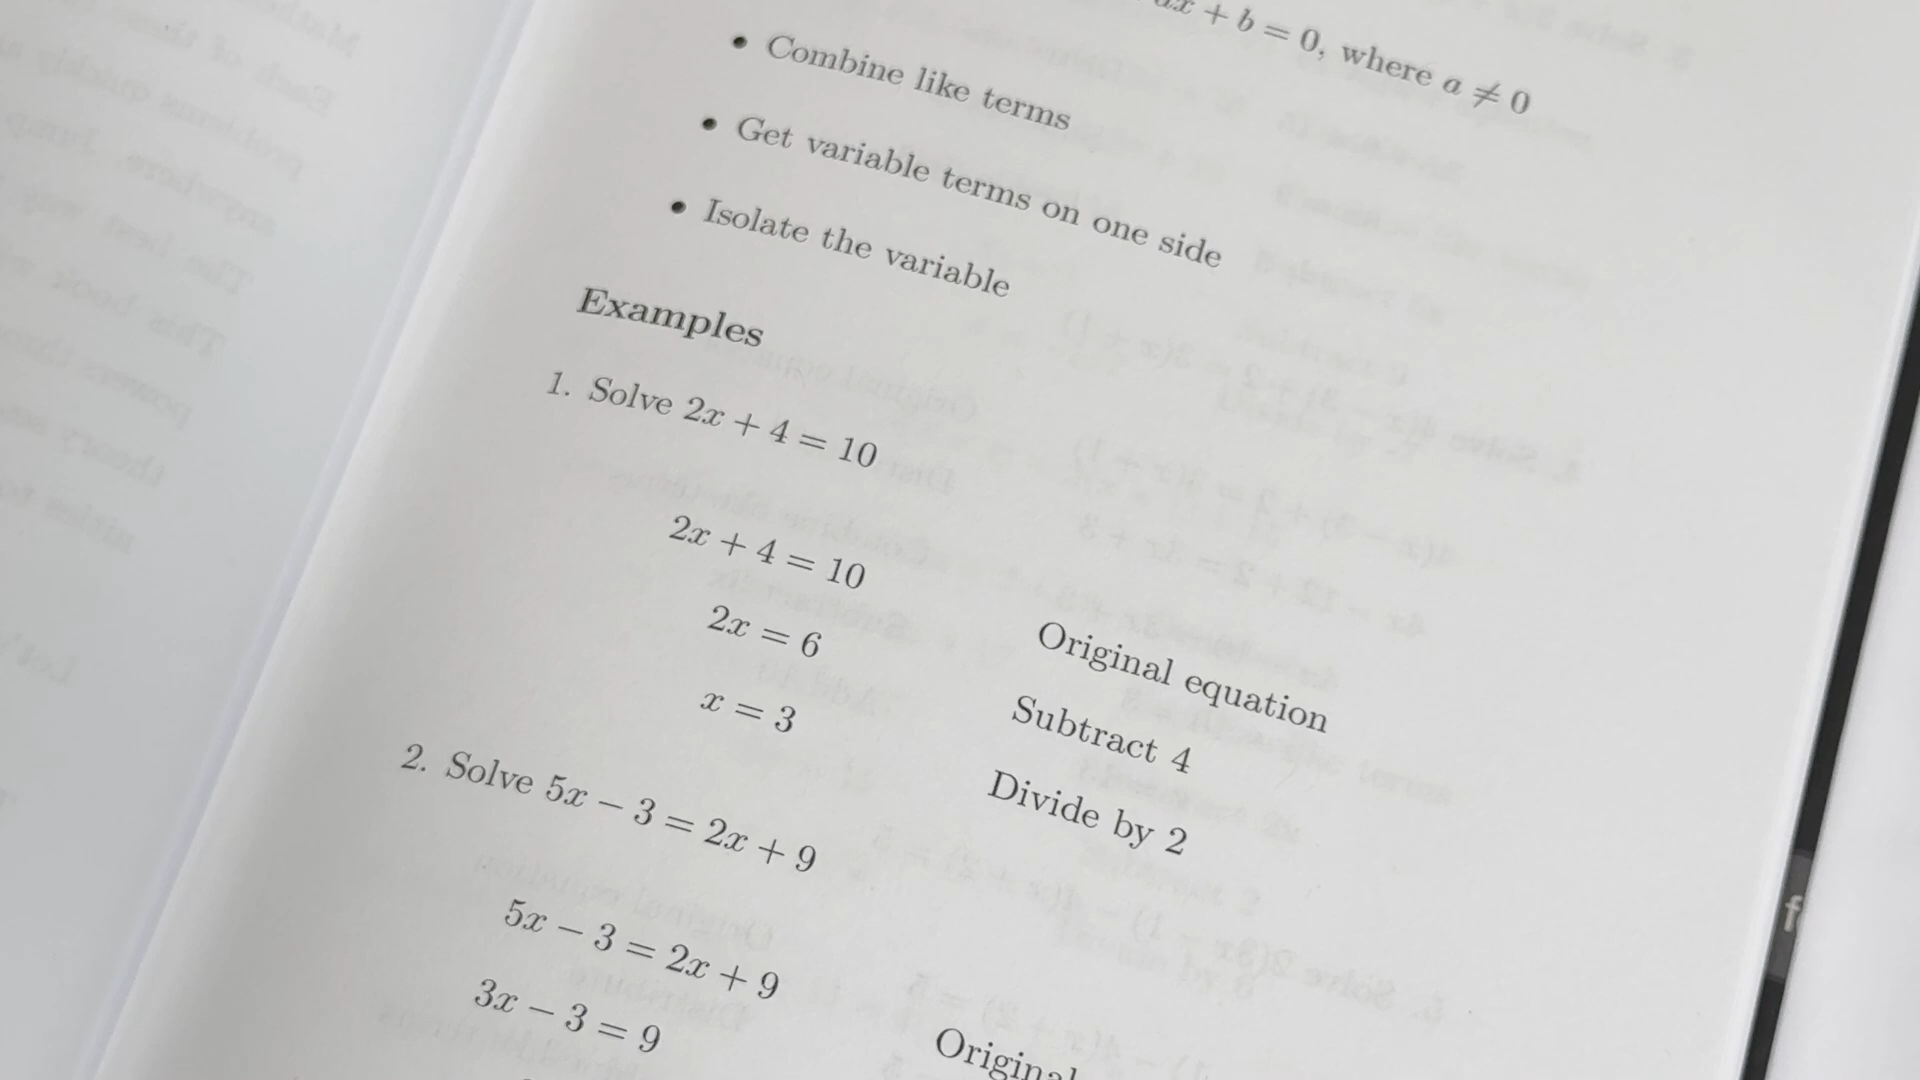 ax + b = 0, where a ≠ 0
• Combine like terms
• Get variable terms on one side
• Isolate the variable
Examples
1. Solve 2x + 4 = 10
2x + 4 = 10 Original equation
2x = 6 Subtract 4
x = 3 Divide by 2
2. Solve 5x − 3 = 2x + 9
5x − 3 = 2x + 9 Original
3x − 3 = 9